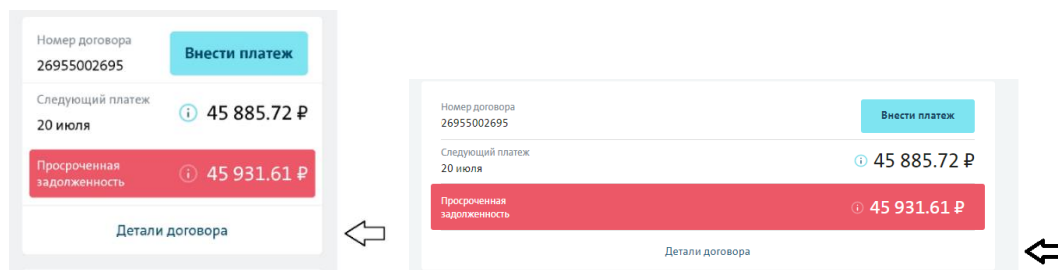 Номер договора
26955002695
Внести платеж
Следующий платеж
20 июля
45 885.72 ₽
Просроченная
задолженность
45 931.61 ₽
Детали договора
Номер договора
26955002695
Внести платеж
Следующий платеж
20 июля
45 885.72 ₽
Просроченная
задолженность
45 931.61 ₽
Детали договора